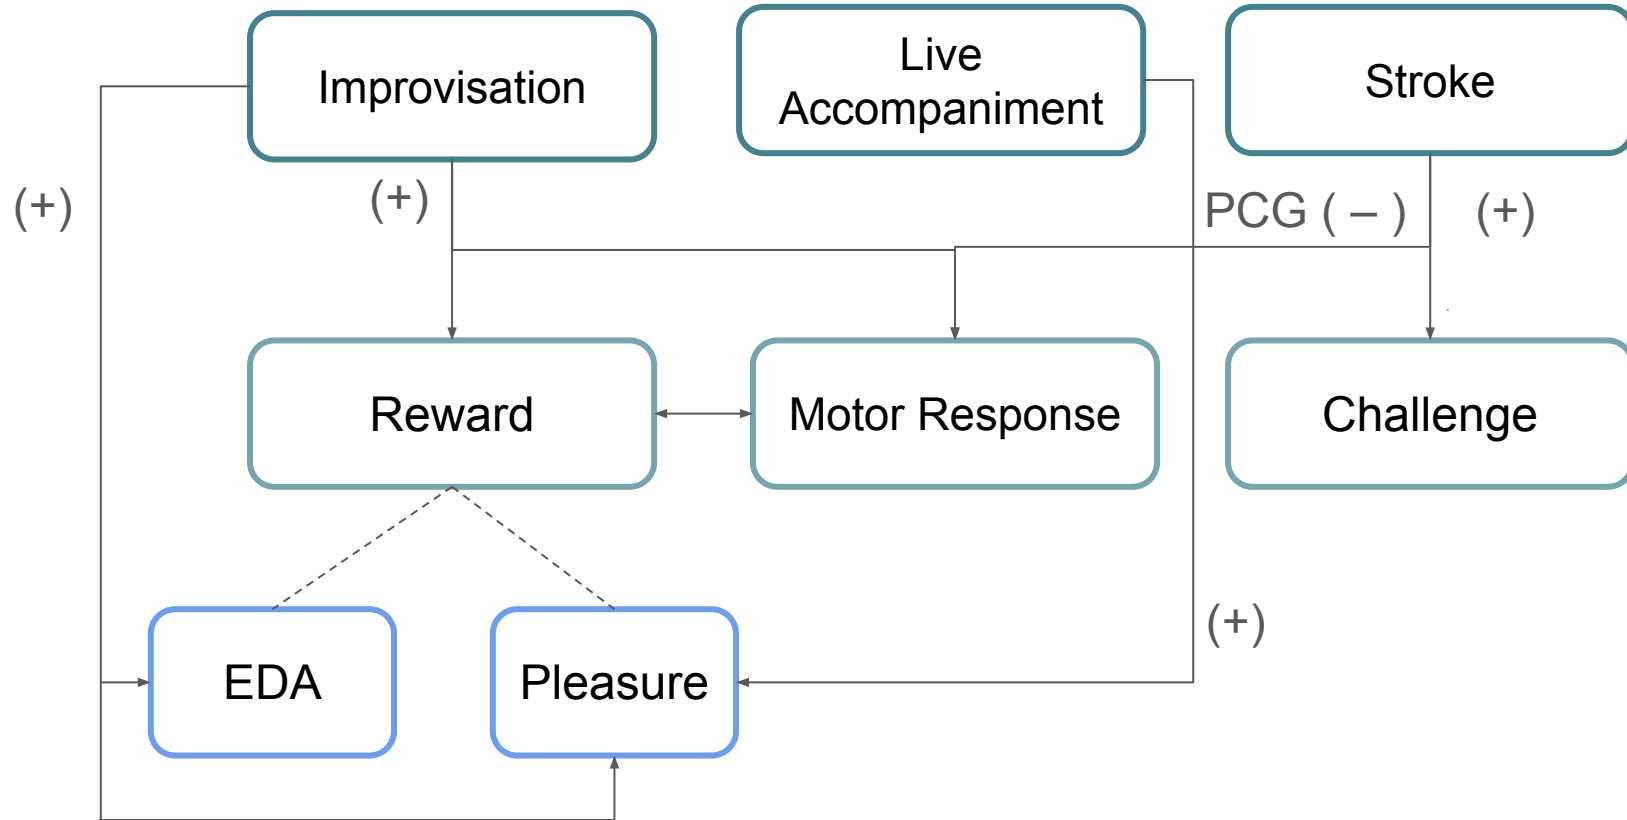 Improvisation
Live
Accompaniment
Stroke
(+)
(+)
PCG ( – )
(+)
Reward
Motor Response
Challenge
(+)
EDA
Pleasure